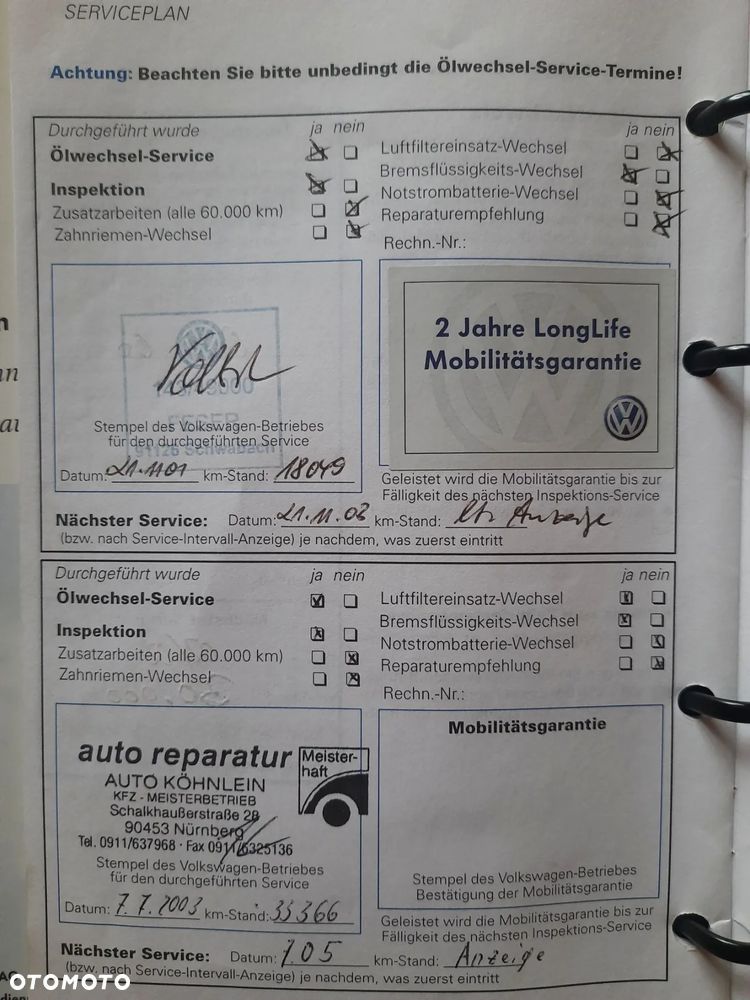 SERVICEPLAN
Achtung: Beachten Sie bitte unbedingt die Ölwechsel-Service-Termine!
Durchgeführt wurde ja nein
Ölwechsel-Service
Inspektion
Zusatzarbeiten (alle 60.000 km)
Zahnriemen-Wechsel
ja nein
Luftfiltereinsatz-Wechsel
Bremsflüssigkeits-Wechsel
Notstrombatterie-Wechsel
Reparaturempfehlung
Rechn.-Nr.:
91126 Schwabach
Stempel des Volkswagen-Betriebes
für den durchgeführten Service
Datum: 21.11.01 km-Stand: 18049
2 Jahre LongLife
Mobilitätsgarantie
Geleistet wird die Mobilitätsgarantie bis zur
Fälligkeit des nächsten Inspektions-Service
Nächster Service: Datum: 21.11.03 km-Stand: Anzeige
(bzw. nach Service-Intervall-Anzeige) je nachdem, was zuerst eintritt
Durchgeführt wurde ja nein
Ölwechsel-Service
Inspektion
Zusatzarbeiten (alle 60.000 km)
Zahnriemen-Wechsel
ja nein
Luftfiltereinsatz-Wechsel
Bremsflüssigkeits-Wechsel
Notstrombatterie-Wechsel
Reparaturempfehlung
Rechn.-Nr.:
auto reparatur
AUTO KÖHNLEIN
KFZ - MEISTERBETRIEB
Schalkhaußerstraße 28
90453 Nürnberg
Tel. 0911/637968 · Fax 0911/6325136
Meister-
haft
Stempel des Volkswagen-Betriebes
für den durchgeführten Service
Datum: 7.7.2003 km-Stand: 35366
Mobilitätsgarantie
Stempel des Volkswagen-Betriebes
Bestätigung der Mobilitätsgarantie
Geleistet wird die Mobilitätsgarantie bis zur
Fälligkeit des nächsten Inspektions-Service
Nächster Service: Datum: 7.05 km-Stand: Anzeige
(bzw. nach Service-Intervall-Anzeige) je nachdem, was zuerst eintritt
OTOMOTO